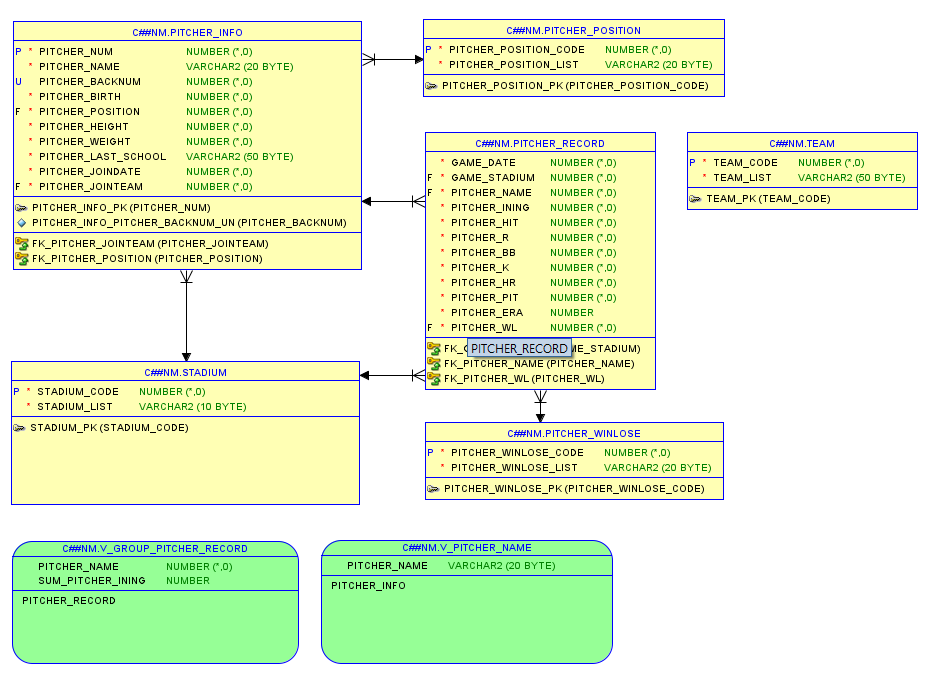 C##NM.PITCHER_INFO
P * PITCHER_NUM NUMBER (*,0)
* PITCHER_NAME VARCHAR2 (20 BYTE)
U PITCHER_BACKNUM NUMBER (*,0)
* PITCHER_BIRTH NUMBER (*,0)
F * PITCHER_POSITION NUMBER (*,0)
* PITCHER_HEIGHT NUMBER (*,0)
* PITCHER_WEIGHT NUMBER (*,0)
* PITCHER_LAST_SCHOOL VARCHAR2 (50 BYTE)
* PITCHER_JOINDATE NUMBER (*,0)
F * PITCHER_JOINTEAM NUMBER (*,0)
PITCHER_INFO_PK (PITCHER_NUM)
PITCHER_INFO_PITCHER_BACKNUM_UN (PITCHER_BACKNUM)
FK_PITCHER_JOINTEAM (PITCHER_JOINTEAM)
FK_PITCHER_POSITION (PITCHER_POSITION)
C##NM.PITCHER_POSITION
P * PITCHER_POSITION_CODE NUMBER (*,0)
* PITCHER_POSITION_LIST VARCHAR2 (20 BYTE)
PITCHER_POSITION_PK (PITCHER_POSITION_CODE)
C##NM.PITCHER_RECORD
* GAME_DATE NUMBER (*,0)
F * GAME_STADIUM NUMBER (*,0)
F * PITCHER_NAME NUMBER (*,0)
* PITCHER_INING NUMBER (*,0)
* PITCHER_HIT NUMBER (*,0)
* PITCHER_R NUMBER (*,0)
* PITCHER_BB NUMBER (*,0)
* PITCHER_K NUMBER (*,0)
* PITCHER_HR NUMBER (*,0)
* PITCHER_PIT NUMBER (*,0)
* PITCHER_ERA NUMBER
F * PITCHER_WL NUMBER (*,0)
PITCHER_RECORD
ME_STADIUM)
FK_PITCHER_NAME (PITCHER_NAME)
FK_PITCHER_WL (PITCHER_WL)
C##NM.TEAM
P * TEAM_CODE NUMBER (*,0)
* TEAM_LIST VARCHAR2 (50 BYTE)
TEAM_PK (TEAM_CODE)
C##NM.STADIUM
P * STADIUM_CODE NUMBER (*,0)
* STADIUM_LIST VARCHAR2 (10 BYTE)
STADIUM_PK (STADIUM_CODE)
C##NM.PITCHER_WINLOSE
P * PITCHER_WINLOSE_CODE NUMBER (*,0)
* PITCHER_WINLOSE_LIST VARCHAR2 (20 BYTE)
PITCHER_WINLOSE_PK (PITCHER_WINLOSE_CODE)
C##NM.V_GROUP_PITCHER_RECORD
PITCHER_NAME NUMBER (*,0)
SUM_PITCHER_INING NUMBER
PITCHER_RECORD
C##NM.V_PITCHER_NAME
PITCHER_NAME VARCHAR2 (20 BYTE)
PITCHER_INFO